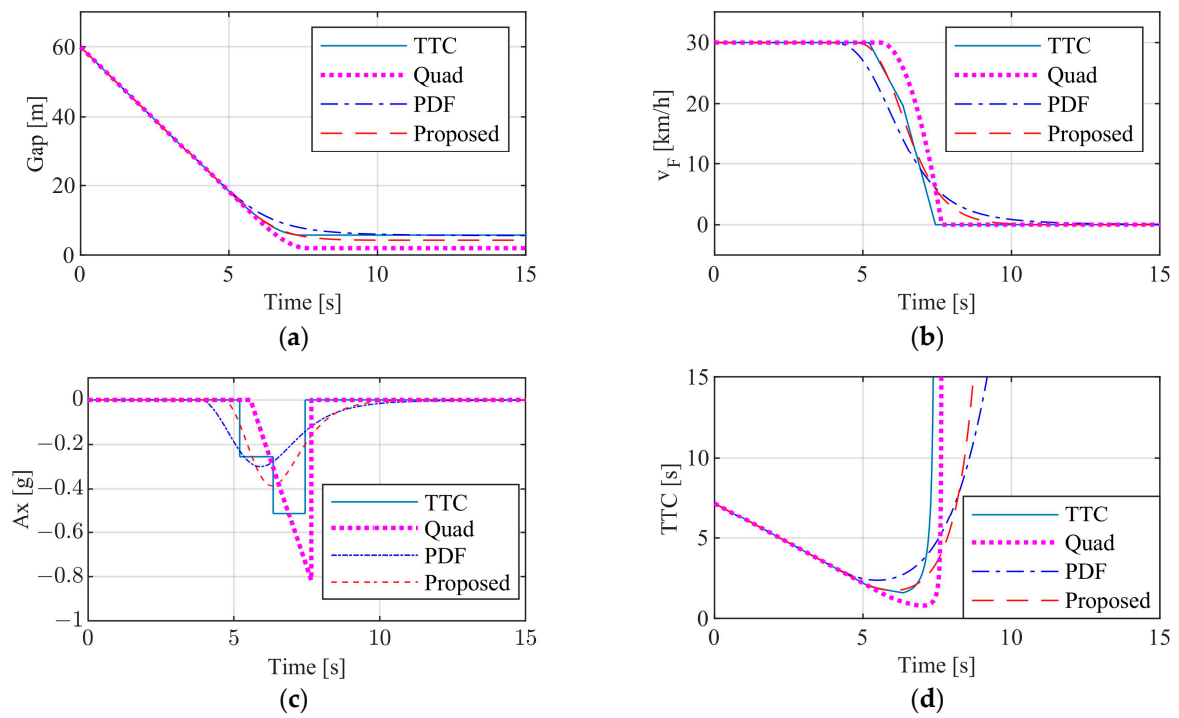 60
40
20
0
Gap [m]
TTC
Quad
PDF
Proposed
0
5
10
15
Time [s]
(a)
30
20
10
0
v_F [km/h]
TTC
Quad
PDF
Proposed
0
5
10
15
Time [s]
(b)
0
−0.2
−0.4
−0.6
−0.8
−1
Ax [g]
TTC
Quad
PDF
Proposed
0
5
10
15
Time [s]
(c)
15
10
5
0
TTC [s]
TTC
Quad
PDF
Proposed
0
5
10
15
Time [s]
(d)